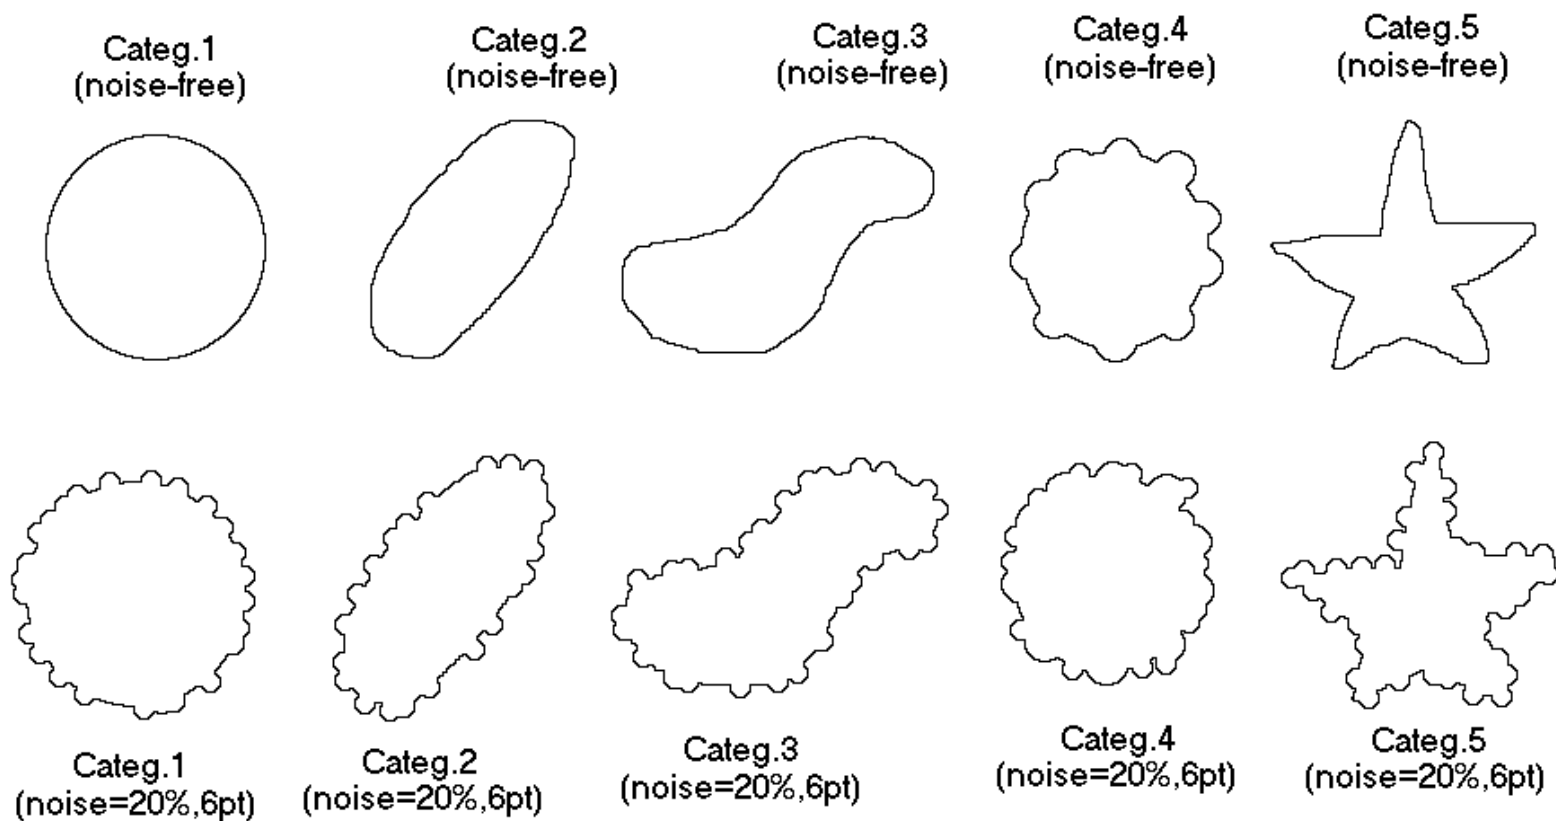 Categ.1
(noise-free)
Categ.2
(noise-free)
Categ.3
(noise-free)
Categ.4
(noise-free)
Categ.5
(noise-free)
Categ.1
(noise=20%,6pt)
Categ.2
(noise=20%,6pt)
Categ.3
(noise=20%,6pt)
Categ.4
(noise=20%,6pt)
Categ.5
(noise=20%,6pt)